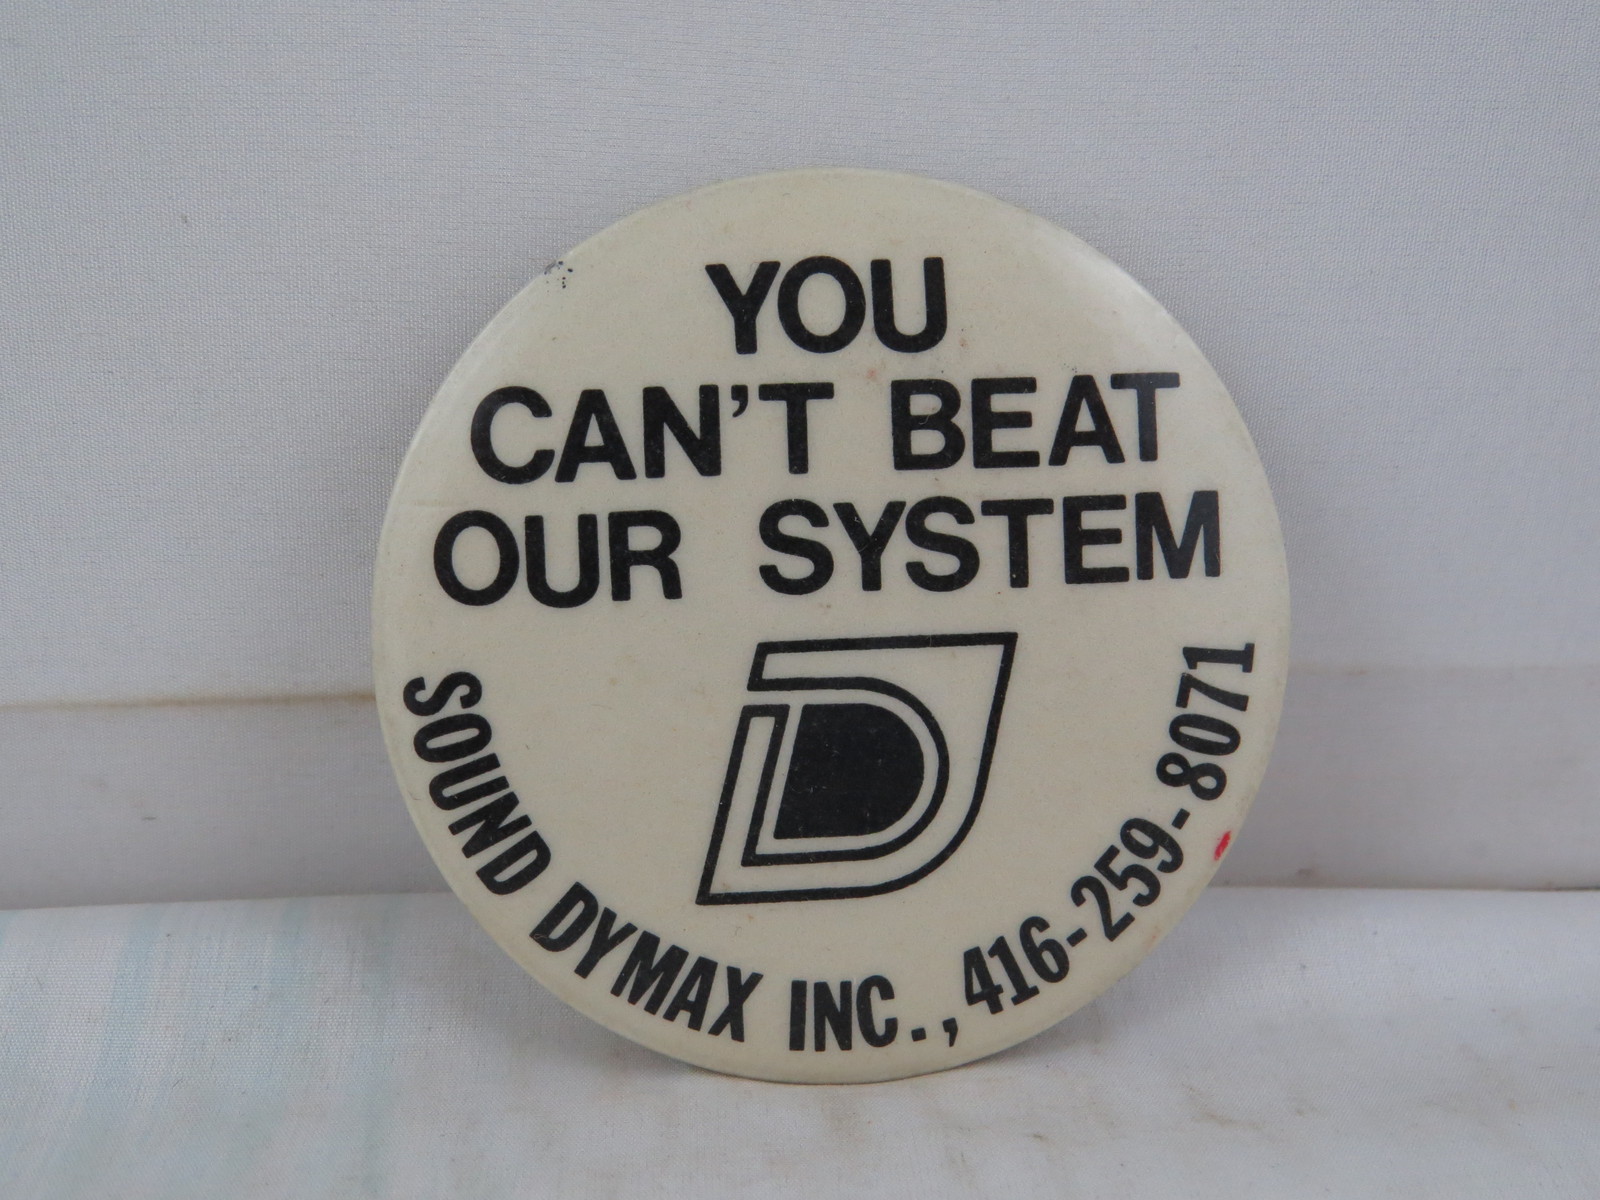 YOU
CAN'T BEAT
OUR SYSTEM
D
SOUND DYMAX INC., 416-259-8071